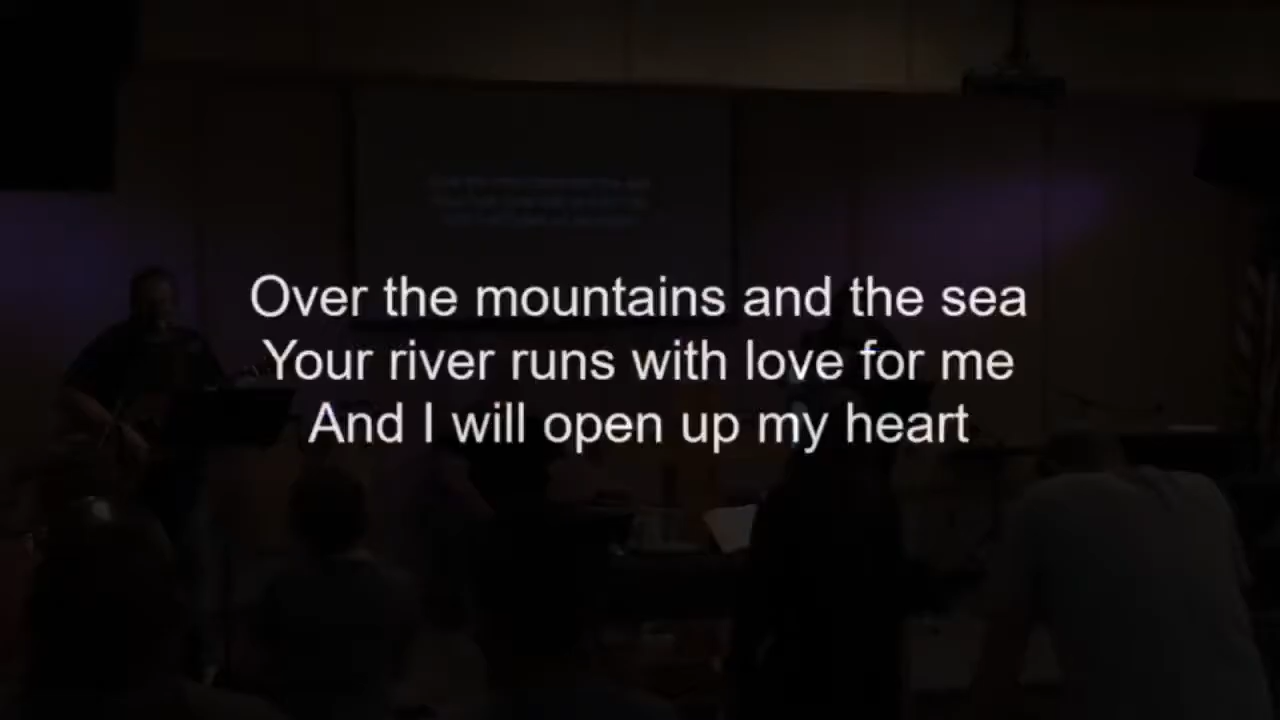 Over the mountains and the sea
Your river runs with love for me
And I will open up my heart